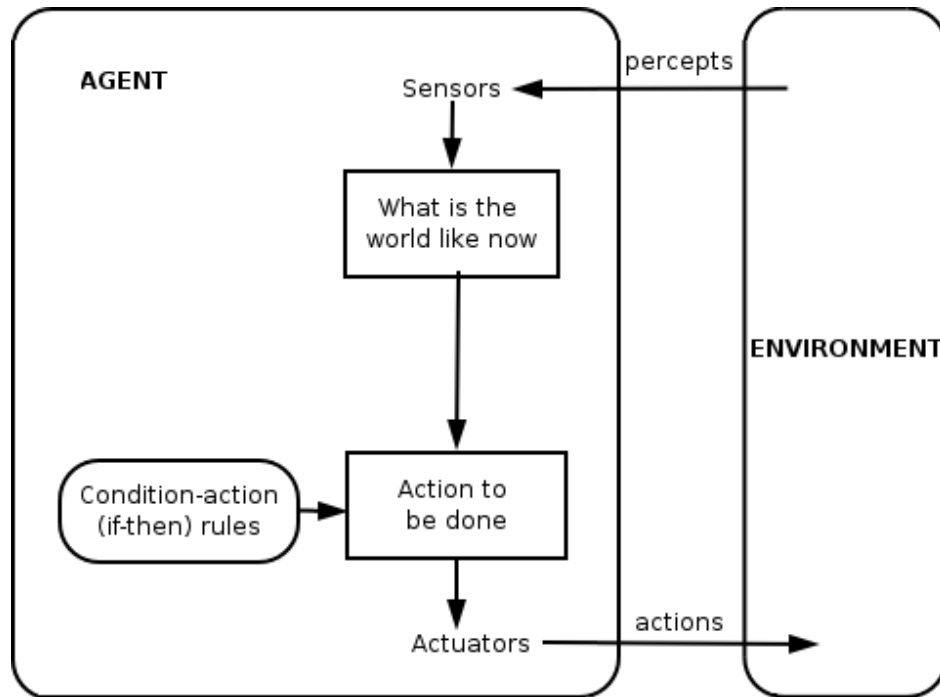 AGENT
percepts
Sensors
What is the
world like now
ENVIRONMENT
Condition-action
(if-then) rules
Action to
be done
Actuators
actions